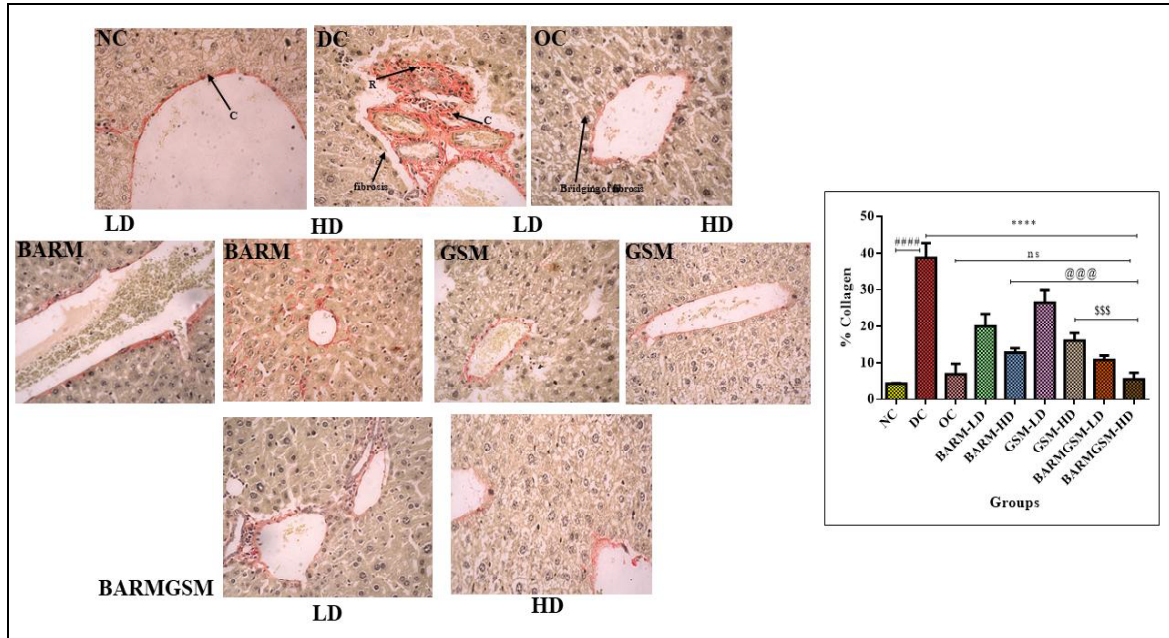 NC
DC
OC
R
C
C
fibrosis
Bridging of fibrosis
LD
HD
LD
HD
BARM
BARM
GSM
GSM
BARMGSM
LD
HD
% Collagen
50
40
30
20
10
0
####
****
ns
@@@
$$$
NC
DC
OC
BARM-LD
BARM-HD
GSM-LD
GSM-HD
BARMGSM-LD
BARMGSM-HD
Groups